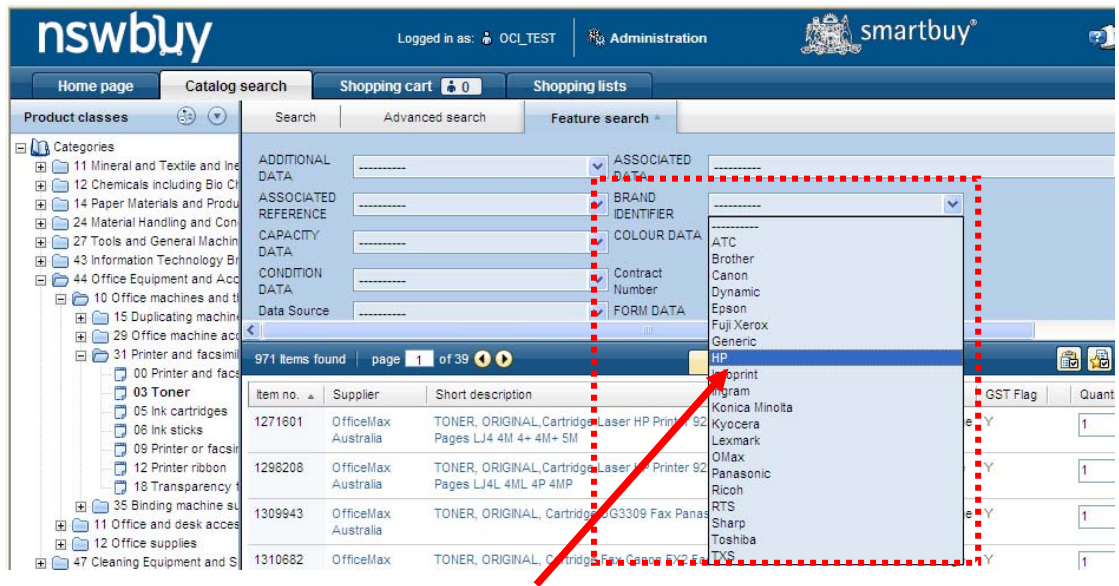 nswbuy
Logged in as: OCI_TEST
Administration
smartbuy®
Home page
Catalog search
Shopping cart 0
Shopping lists
Product classes
Search
Advanced search
Feature search
Categories
11 Mineral and Textile and Ine
12 Chemicals including Bio Ch
14 Paper Materials and Produ
24 Material Handling and Con
27 Tools and General Machin
43 Information Technology Br
44 Office Equipment and Acc
10 Office machines and t
15 Duplicating machine
29 Office machine acc
31 Printer and facsimil
00 Printer and facs
03 Toner
05 Ink cartridges
06 Ink sticks
09 Printer or facsim
12 Printer ribbon
18 Transparency f
35 Binding machine su
11 Office and desk acces
12 Office supplies
47 Cleaning Equipment and S
ADDITIONAL DATA ----------
ASSOCIATED DATA ----------
ASSOCIATED REFERENCE ----------
BRAND IDENTIFIER ----------
CAPACITY DATA ----------
COLOUR DATA
CONDITION DATA ----------
Contract Number
Data Source ----------
FORM DATA
----------
ATC
Brother
Canon
Dynamic
Epson
Fuji Xerox
Generic
HP
Infoprint
Ingram
Konica Minolta
Kyocera
Lexmark
OMax
Panasonic
Ricoh
RTS
Sharp
Toshiba
TXS
971 Items found page 1 of 39
Item no. Supplier Short description GST Flag Quant
1271601 OfficeMax Australia TONER, ORIGINAL,Cartridge Laser HP Printer 92 Y 1
Pages LJ4 4M 4+ 4M+ 5M
1298208 OfficeMax Australia TONER, ORIGINAL,Cartridge Laser HP Printer 92 Y 1
Pages LJ4L 4ML 4P 4MP
1309943 OfficeMax Australia TONER, ORIGINAL, Cartridge UG3309 Fax Panas Y 1
1310682 OfficeMax TONER, ORIGINAL, Cartridge Fax Canon FX2 Ea Y 1